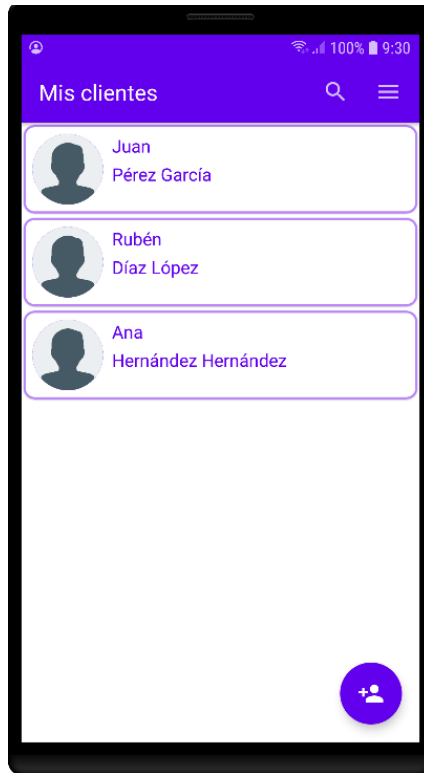 100% 9:30
Mis clientes
Juan
Pérez García
Rubén
Díaz López
Ana
Hernández Hernández